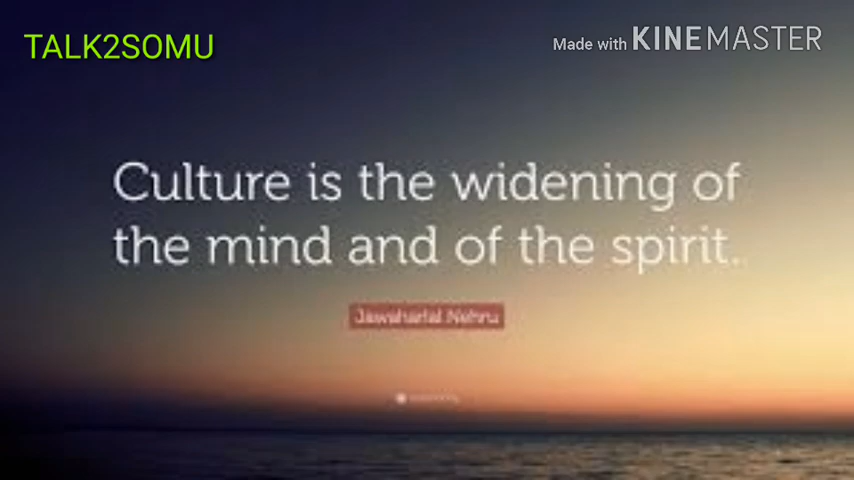 TALK2SOMU
Made with KINEMASTER
Culture is the widening of
the mind and of the spirit.
Jawaharlal Nehru